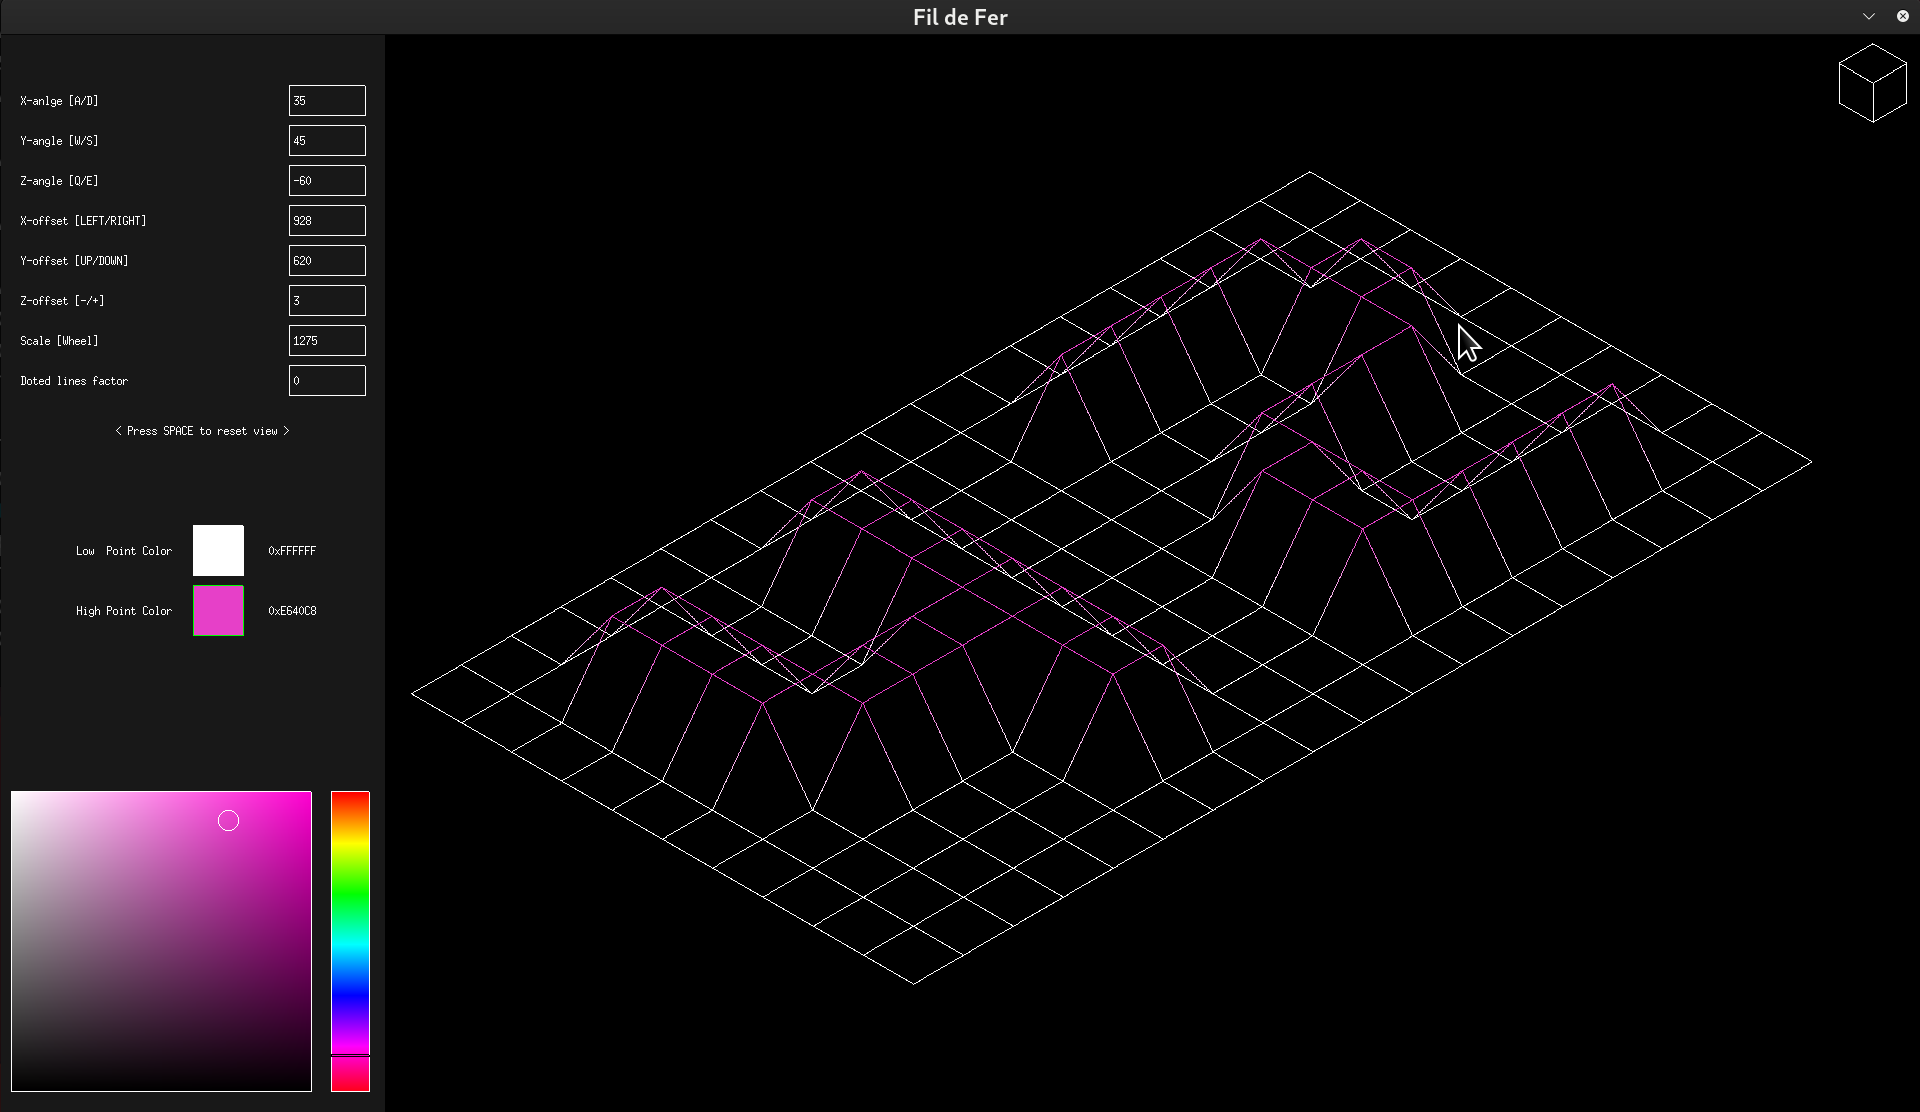 Fil de Fer
X-anlge [A/D] 35
Y-angle [W/S] 45
Z-angle [Q/E] -60
X-offset [LEFT/RIGHT] 928
Y-offset [UP/DOWN] 620
Z-offset [-/+] 3
Scale [Wheel] 1275
Doted lines factor 0
< Press SPACE to reset view >
Low  Point Color 0xFFFFFF
High Point Color 0xE640C8